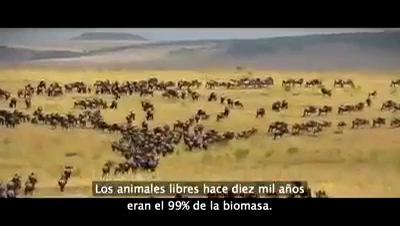 Los animales libres hace diez mil años
eran el 99% de la biomasa.